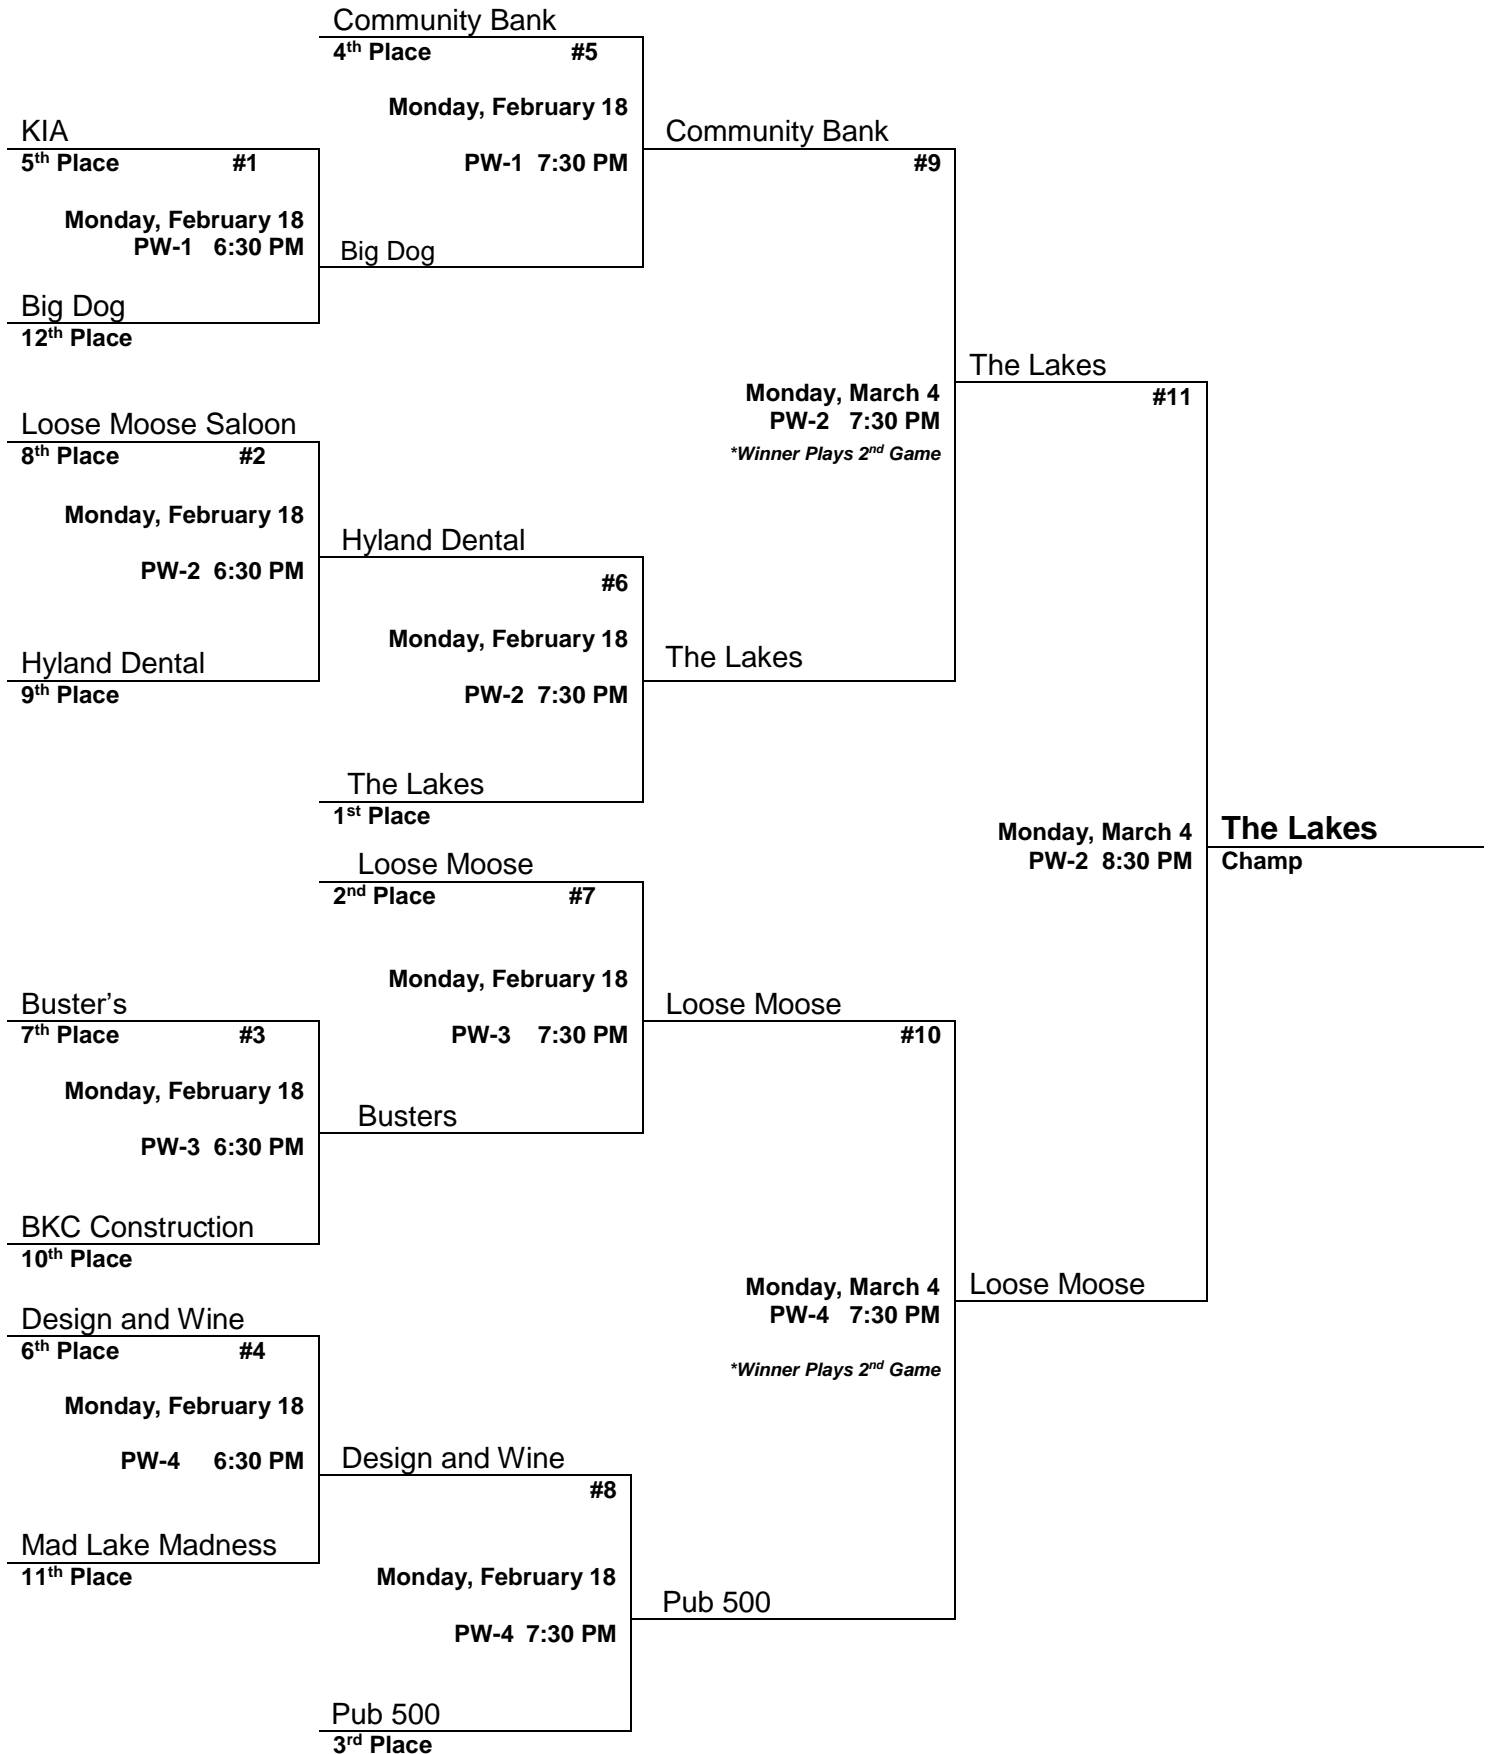 Community Bank
4th Place #5
Monday, February 18
KIA
Community Bank
5th Place #1
PW-1 7:30 PM
#9
Monday, February 18
PW-1 6:30 PM
Big Dog
Big Dog
12th Place
The Lakes
Monday, March 4
#11
PW-2 7:30 PM
Loose Moose Saloon
8th Place #2
*Winner Plays 2nd Game
Monday, February 18
Hyland Dental
PW-2 6:30 PM
#6
Monday, February 18
Hyland Dental
The Lakes
9th Place
PW-2 7:30 PM
The Lakes
1st Place
Monday, March 4
The Lakes
PW-2 8:30 PM
Champ
Loose Moose
2nd Place #7
Monday, February 18
Buster’s
Loose Moose
7th Place #3
PW-3 7:30 PM
#10
Monday, February 18
Busters
PW-3 6:30 PM
BKC Construction
10th Place
Monday, March 4
Loose Moose
PW-4 7:30 PM
Design and Wine
6th Place #4
*Winner Plays 2nd Game
Monday, February 18
PW-4 6:30 PM
Design and Wine
#8
Mad Lake Madness
11th Place
Monday, February 18
Pub 500
PW-4 7:30 PM
Pub 500
3rd Place